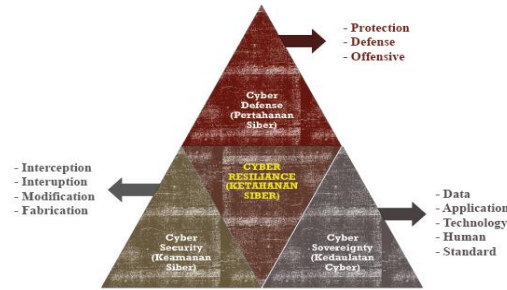 - Protection
- Defense
- Offensive
Cyber
Defense
(Pertahanan
Siber)
- Interception
- Interuption
- Modification
- Fabrication
CYBER
RESILIANCE
(KETAHANAN
SIBER)
- Data
- Application
- Technology
- Human
- Standard
Cyber
Security
(Keamanan
Siber)
Cyber
Sovereignty
(Kedaulatan
Cyber)